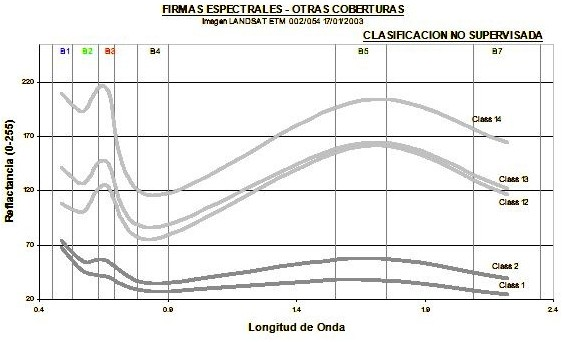 FIRMAS ESPECTRALES - OTRAS COBERTURAS
Imagen LANDSAT ETM 002/054 17/01/2003
CLASIFICACION NO SUPERVISADA
B1 B2 B3 B4 B5 B7
220
170
120
70
20
Reflactancia (0-255)
Class 14
Class 13
Class 12
Class 2
Class 1
0.4 0.9 1.4 1.9 2.4
Longitud de Onda